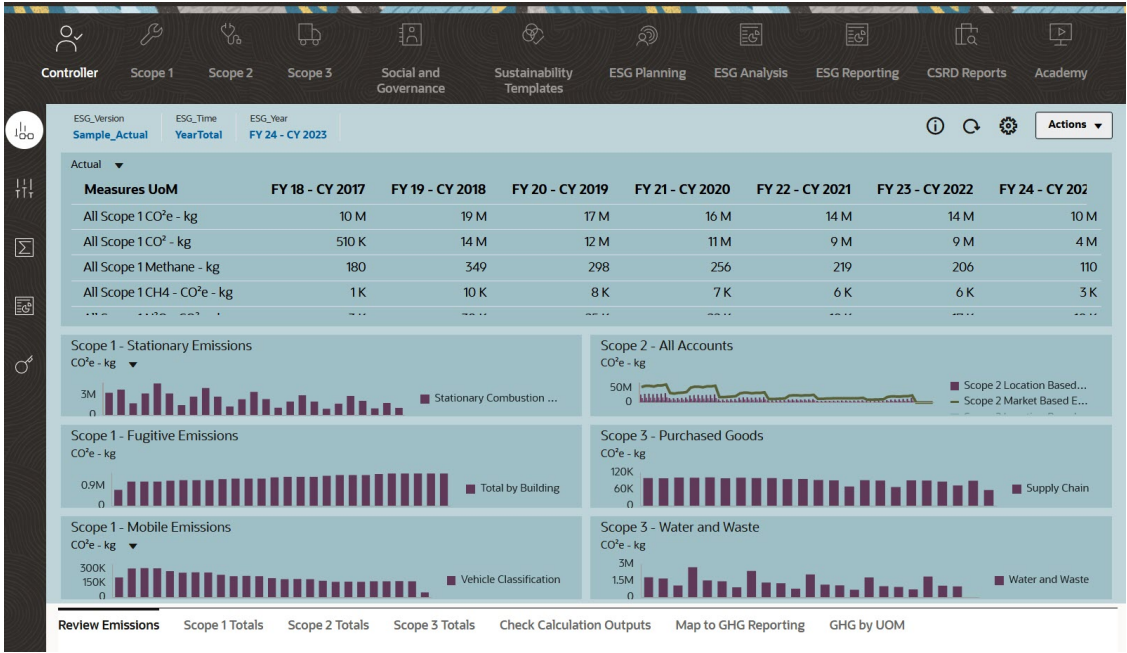 Controller
Scope 1
Scope 2
Scope 3
Social and
Governance
Sustainability
Templates
ESG Planning
ESG Analysis
ESG Reporting
CSRD Reports
Academy
ESG_Version ESG_Time ESG_Year
Sample_Actual YearTotal FY 24 - CY 2023
Actions
Actual
Measures UoM FY 18 - CY 2017 FY 19 - CY 2018 FY 20 - CY 2019 FY 21 - CY 2020 FY 22 - CY 2021 FY 23 - CY 2022 FY 24 - CY 202
All Scope 1 CO²e - kg 10 M 19 M 17 M 16 M 14 M 14 M 10 M
All Scope 1 CO² - kg 510 K 14 M 12 M 11 M 9 M 9 M 4 M
All Scope 1 Methane - kg 180 349 298 256 219 206 110
All Scope 1 CH4 - CO²e - kg 1 K 10 K 8 K 7 K 6 K 6 K 3 K
Scope 1 - Stationary Emissions
CO²e - kg
3M
0
Stationary Combustion ...
Scope 2 - All Accounts
CO²e - kg
50M
0
Scope 2 Location Based...
Scope 2 Market Based E...
Scope 1 - Fugitive Emissions
CO²e - kg
0.9M
0
Total by Building
Scope 3 - Purchased Goods
CO²e - kg
120K
60K
0
Supply Chain
Scope 1 - Mobile Emissions
CO²e - kg
300K
150K
0
Vehicle Classification
Scope 3 - Water and Waste
CO²e - kg
3M
1.5M
0
Water and Waste
Review Emissions Scope 1 Totals Scope 2 Totals Scope 3 Totals Check Calculation Outputs Map to GHG Reporting GHG by UOM